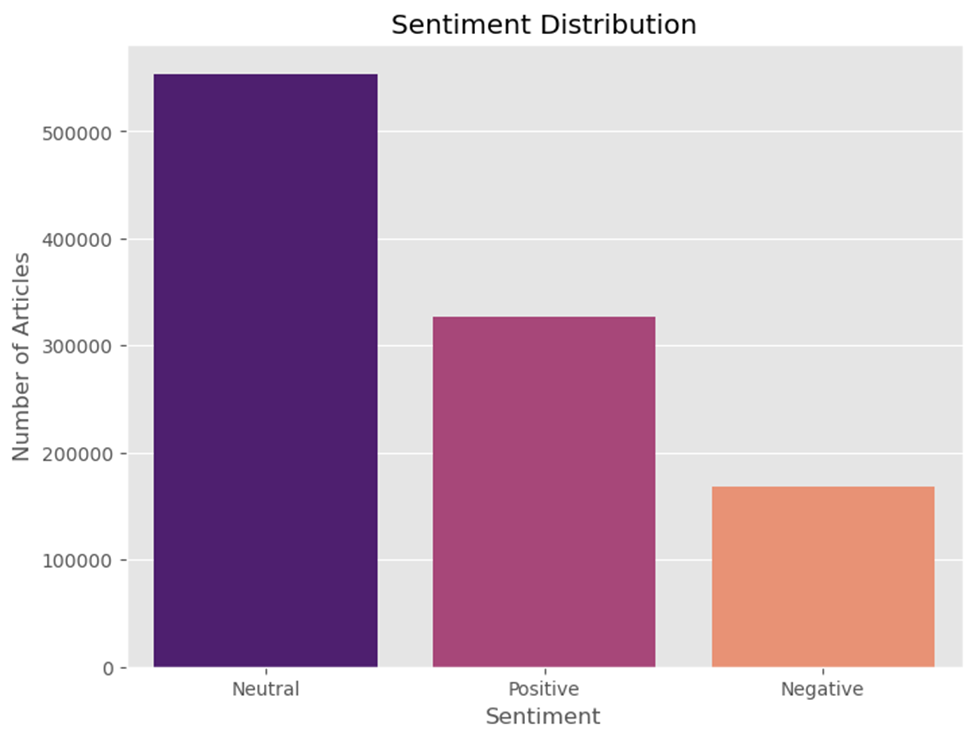 Sentiment Distribution
Number of Articles
500000
400000
300000
200000
100000
0
Neutral Positive Negative
Sentiment